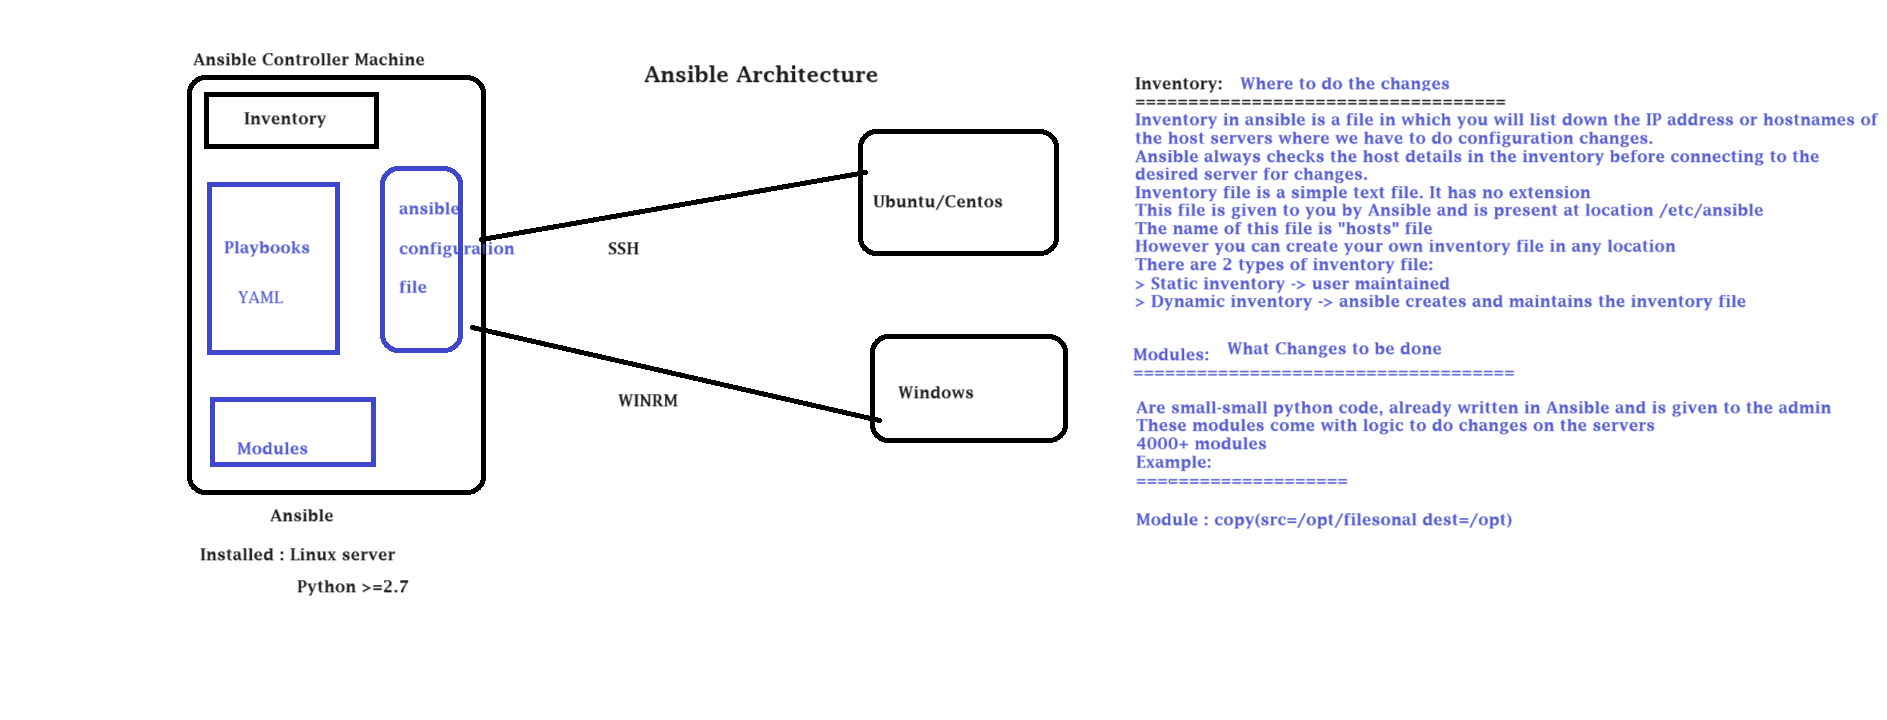 Ansible Controller Machine
Ansible Architecture
Inventory
Playbooks
YAML
ansible
configuration
file
Modules
SSH
WINRM
Ubuntu/Centos
Windows
Ansible
Installed : Linux server
Python >=2.7
Inventory: Where to do the changes
===================================
Inventory in ansible is a file in which you will list down the IP address or hostnames of
the host servers where we have to do configuration changes.
Ansible always checks the host details in the inventory before connecting to the
desired server for changes.
Inventory file is a simple text file. It has no extension
This file is given to you by Ansible and is present at location /etc/ansible
The name of this file is "hosts" file
However you can create your own inventory file in any location
There are 2 types of inventory file:
> Static inventory -> user maintained
> Dynamic inventory -> ansible creates and maintains the inventory file
Modules: What Changes to be done
====================================
Are small-small python code, already written in Ansible and is given to the admin
These modules come with logic to do changes on the servers
4000+ modules
Example:
====================
Module : copy(src=/opt/filesonal dest=/opt)